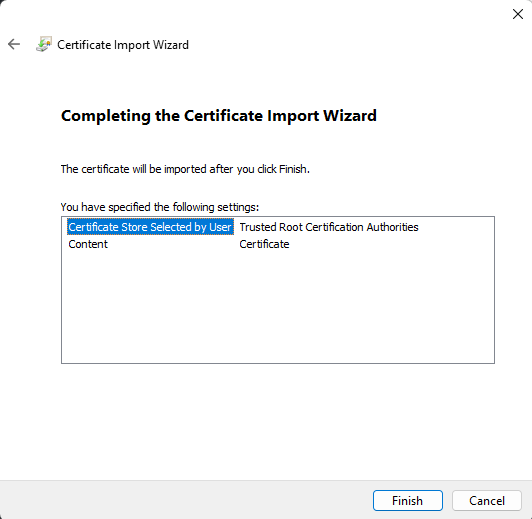 Certificate Import Wizard
Completing the Certificate Import Wizard
The certificate will be imported after you click Finish.
You have specified the following settings:
Certificate Store Selected by User Trusted Root Certification Authorities
Content Certificate
Finish Cancel